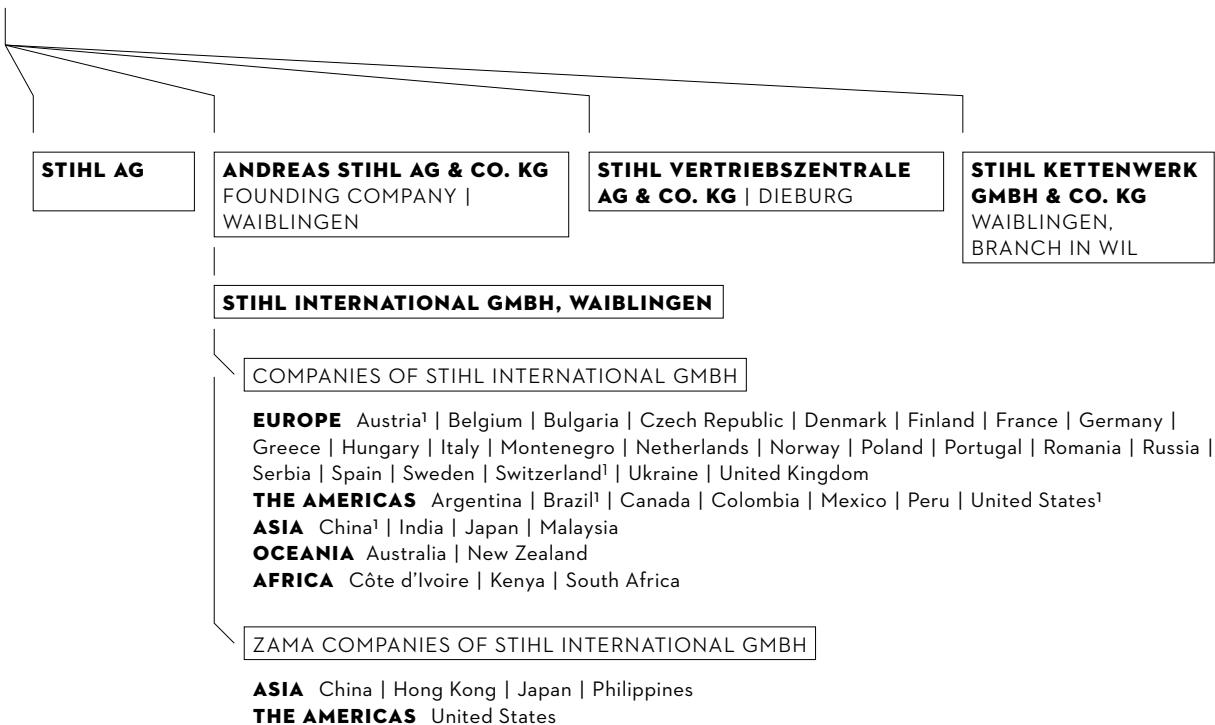 STIHL AG
ANDREAS STIHL AG & CO. KG
FOUNDING COMPANY |
WAIBLINGEN
STIHL VERTRIEBSZENTRALE
AG & CO. KG | DIEBURG
STIHL KETTENWERK
GMBH & CO. KG
WAIBLINGEN,
BRANCH IN WIL
STIHL INTERNATIONAL GMBH, WAIBLINGEN
COMPANIES OF STIHL INTERNATIONAL GMBH
EUROPE Austria¹ | Belgium | Bulgaria | Czech Republic | Denmark | Finland | France | Germany |
Greece | Hungary | Italy | Montenegro | Netherlands | Norway | Poland | Portugal | Romania | Russia |
Serbia | Spain | Sweden | Switzerland¹ | Ukraine | United Kingdom
THE AMERICAS Argentina | Brazil¹ | Canada | Colombia | Mexico | Peru | United States¹
ASIA China¹ | India | Japan | Malaysia
OCEANIA Australia | New Zealand
AFRICA Côte d’Ivoire | Kenya | South Africa
ZAMA COMPANIES OF STIHL INTERNATIONAL GMBH
ASIA China | Hong Kong | Japan | Philippines
THE AMERICAS United States